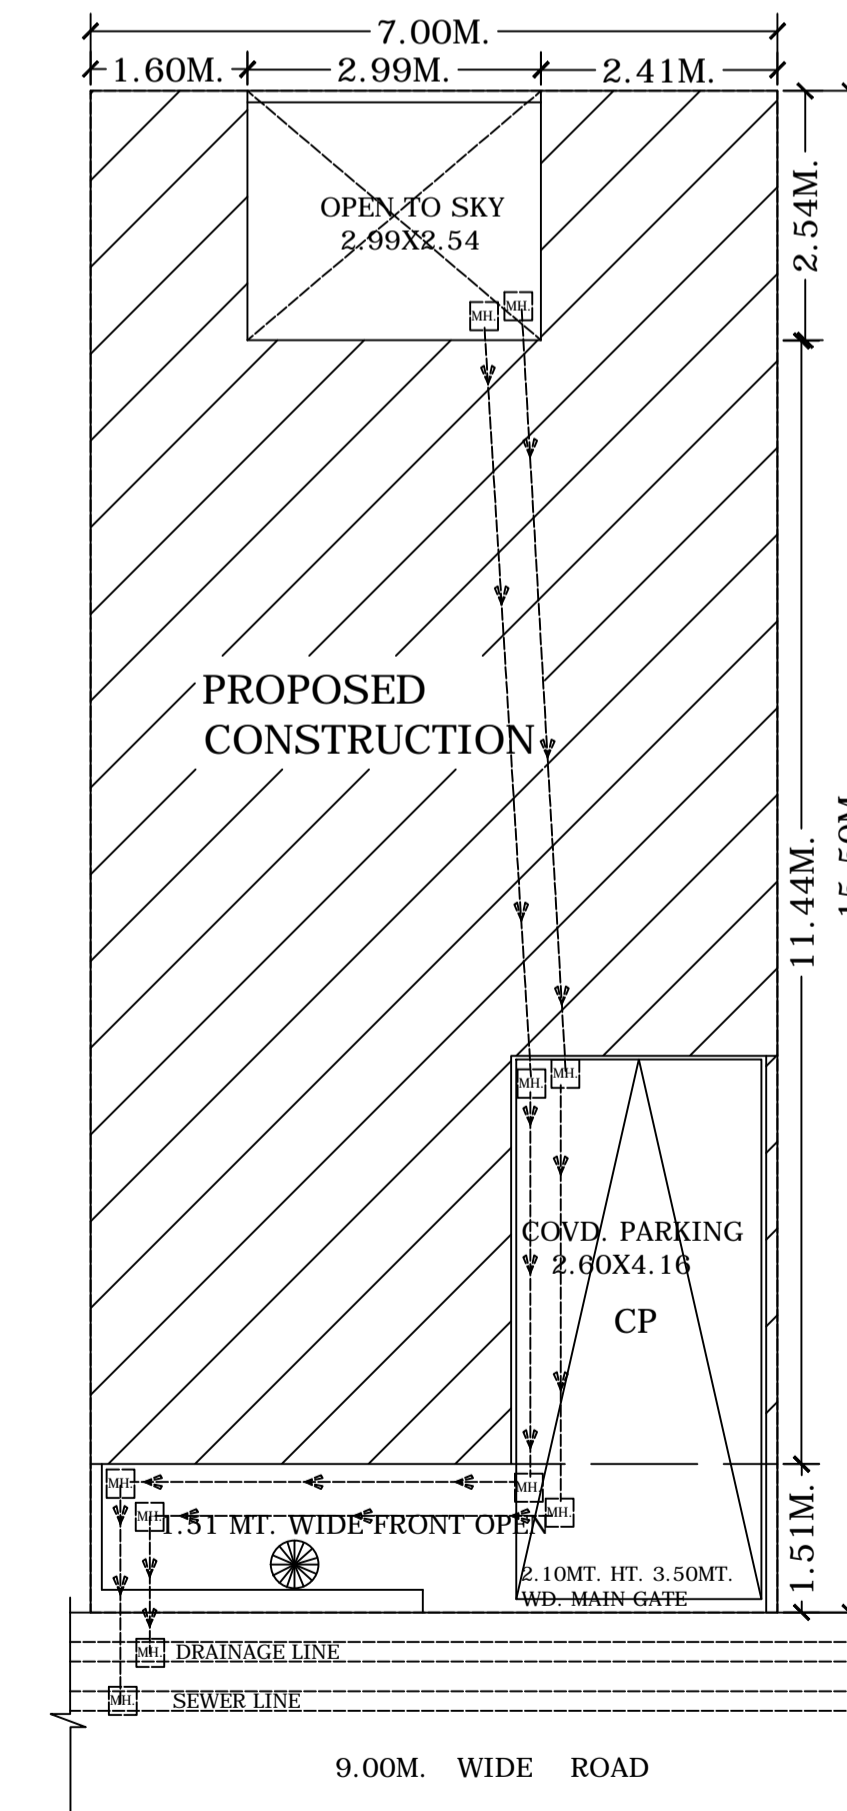 7.00M.
1.60M.
2.99M.
2.41M.
2.54M.
OPEN TO SKY
2.99X2.54
MH.
MH.
PROPOSED
CONSTRUCTION
11.44M.
MH.
MH.
COVD. PARKING
2.60X4.16
CP
MH.
MH.
MH.
MH.
1.51 MT. WIDE FRONT OPEN
1.51M.
2.10MT. HT. 3.50MT.
WD. MAIN GATE
MH.
DRAINAGE LINE
MH.
SEWER LINE
9.00M. WIDE ROAD